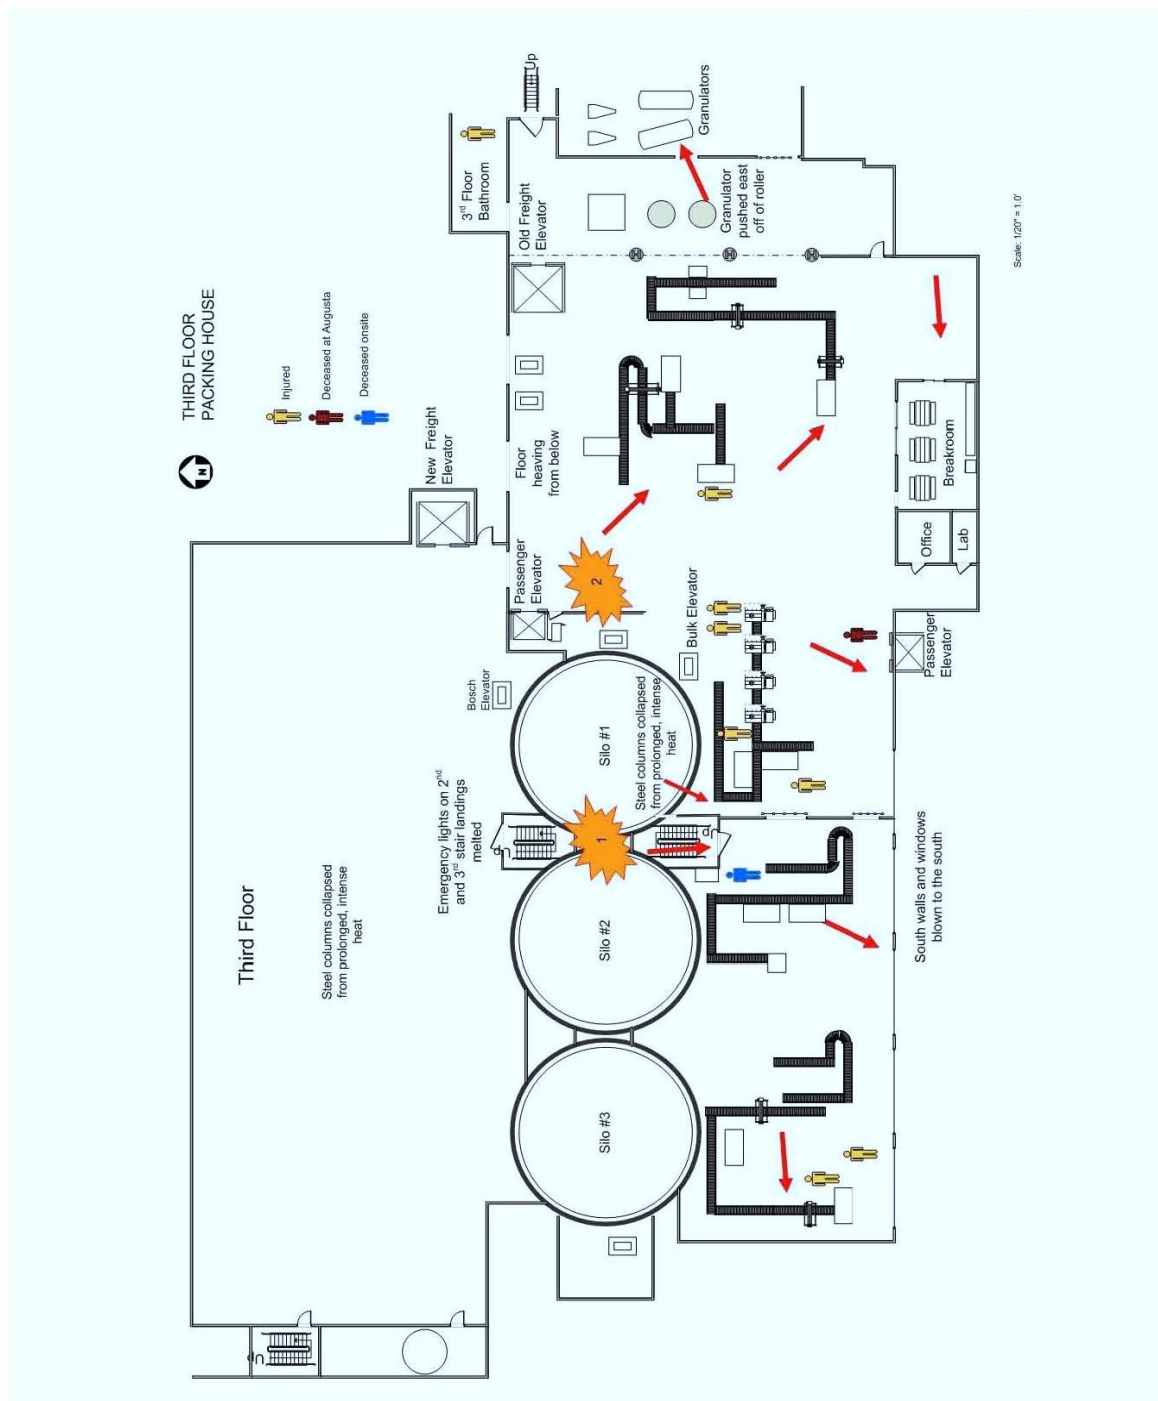 THIRD FLOOR
PACKING HOUSE
N
Injured
Deceased at Augusta
Deceased onsite
New Freight
Elevator
3rd Floor
Bathroom
Up
Old Freight
Elevator
Granulators
Granulator
pushed east
off of roller
Scale: 1/20" = 1.0'
Floor
heaving
from below
Passenger
Elevator
2
Breakroom
Office
Lab
Bulk Elevator
Passenger
Elevator
Bosch
Elevator
Silo #1
Steel columns collapsed
from prolonged, intense
heat
Emergency lights on 2nd
and 3rd stair landings
melted
dn
1
dn
Third Floor
Steel columns collapsed
from prolonged, intense
heat
Silo #2
South walls and windows
blown to the south
Silo #3
dn